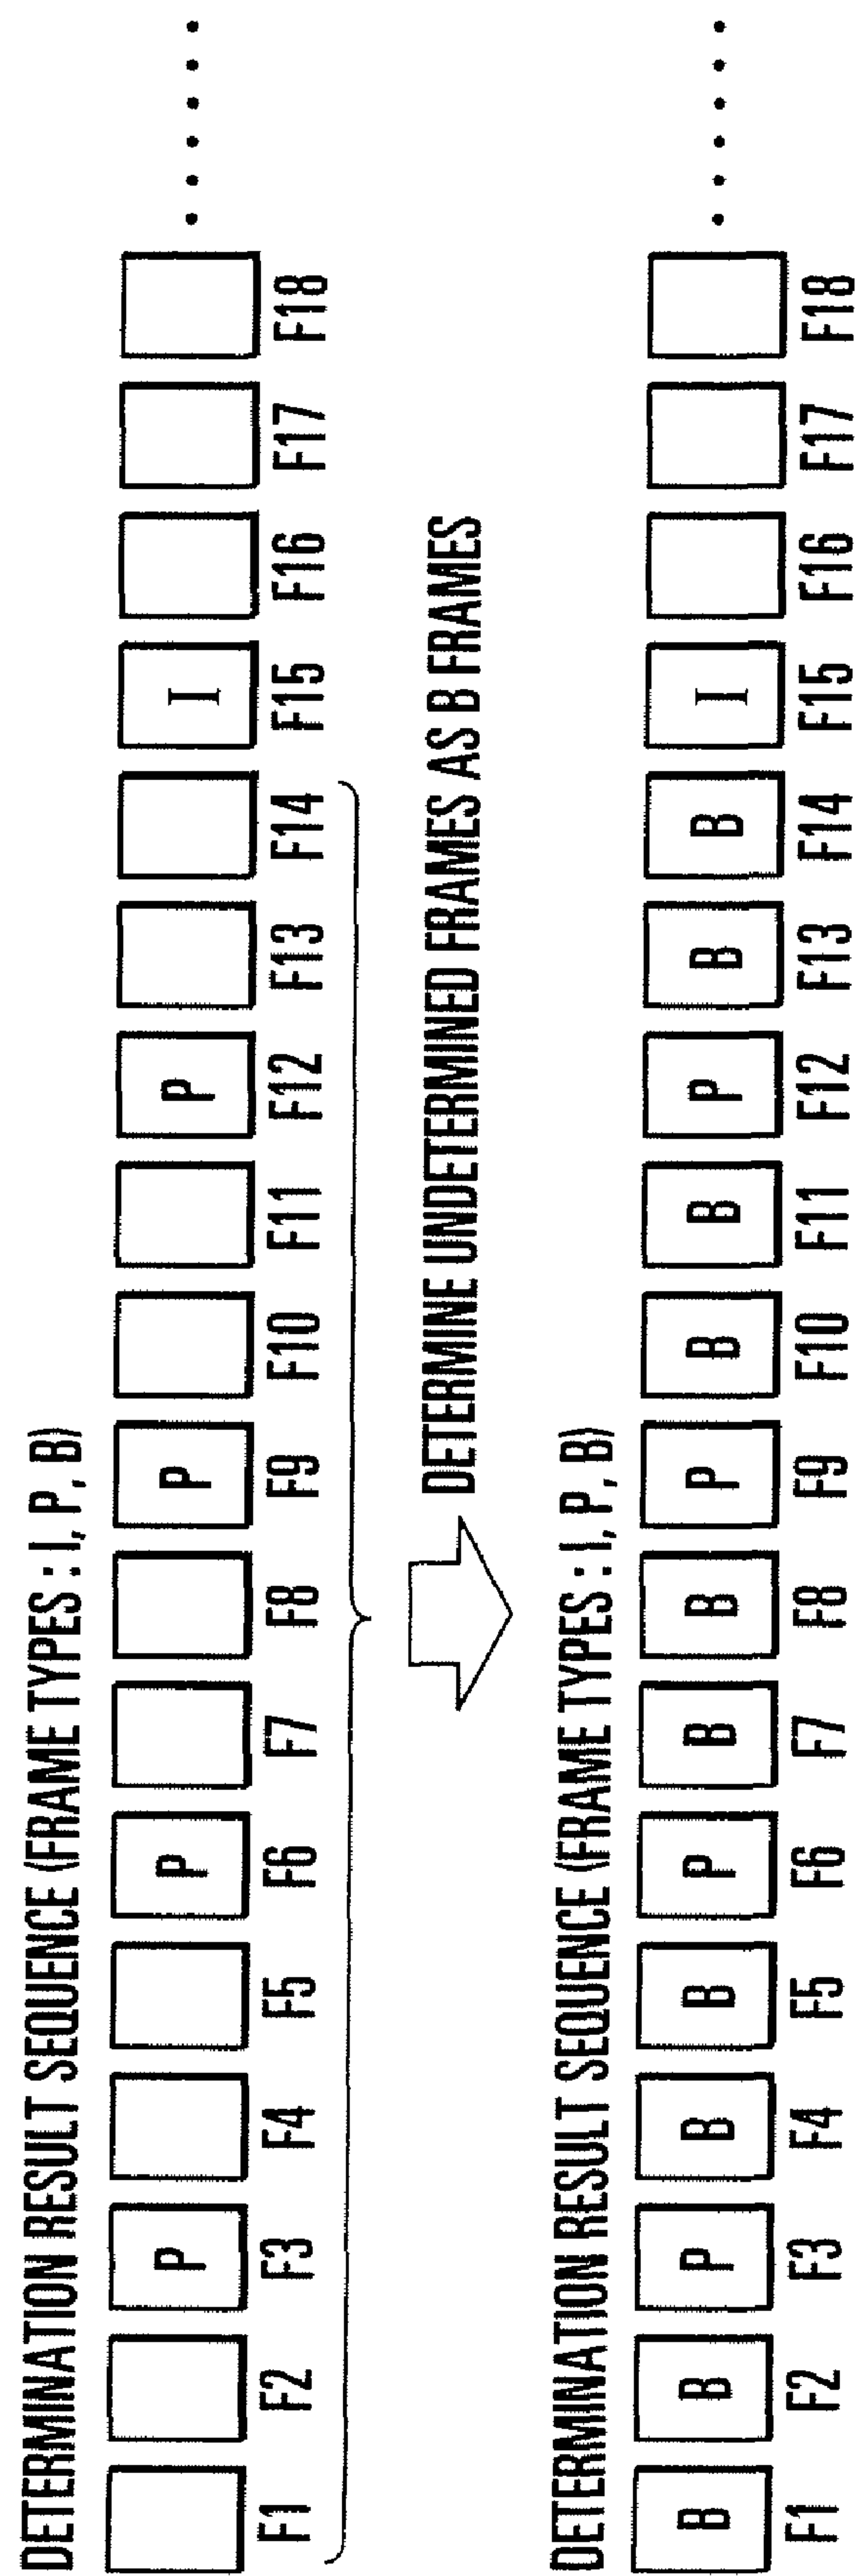 DETERMINATION RESULT SEQUENCE (FRAME TYPES : I, P, B)
P P P P I
F1 F2 F3 F4 F5 F6 F7 F8 F9 F10 F11 F12 F13 F14 F15 F16 F17 F18
DETERMINE UNDETERMINED FRAMES AS B FRAMES
DETERMINATION RESULT SEQUENCE (FRAME TYPES : I, P, B)
B B P B B P B B P B B P B B I
F1 F2 F3 F4 F5 F6 F7 F8 F9 F10 F11 F12 F13 F14 F15 F16 F17 F18